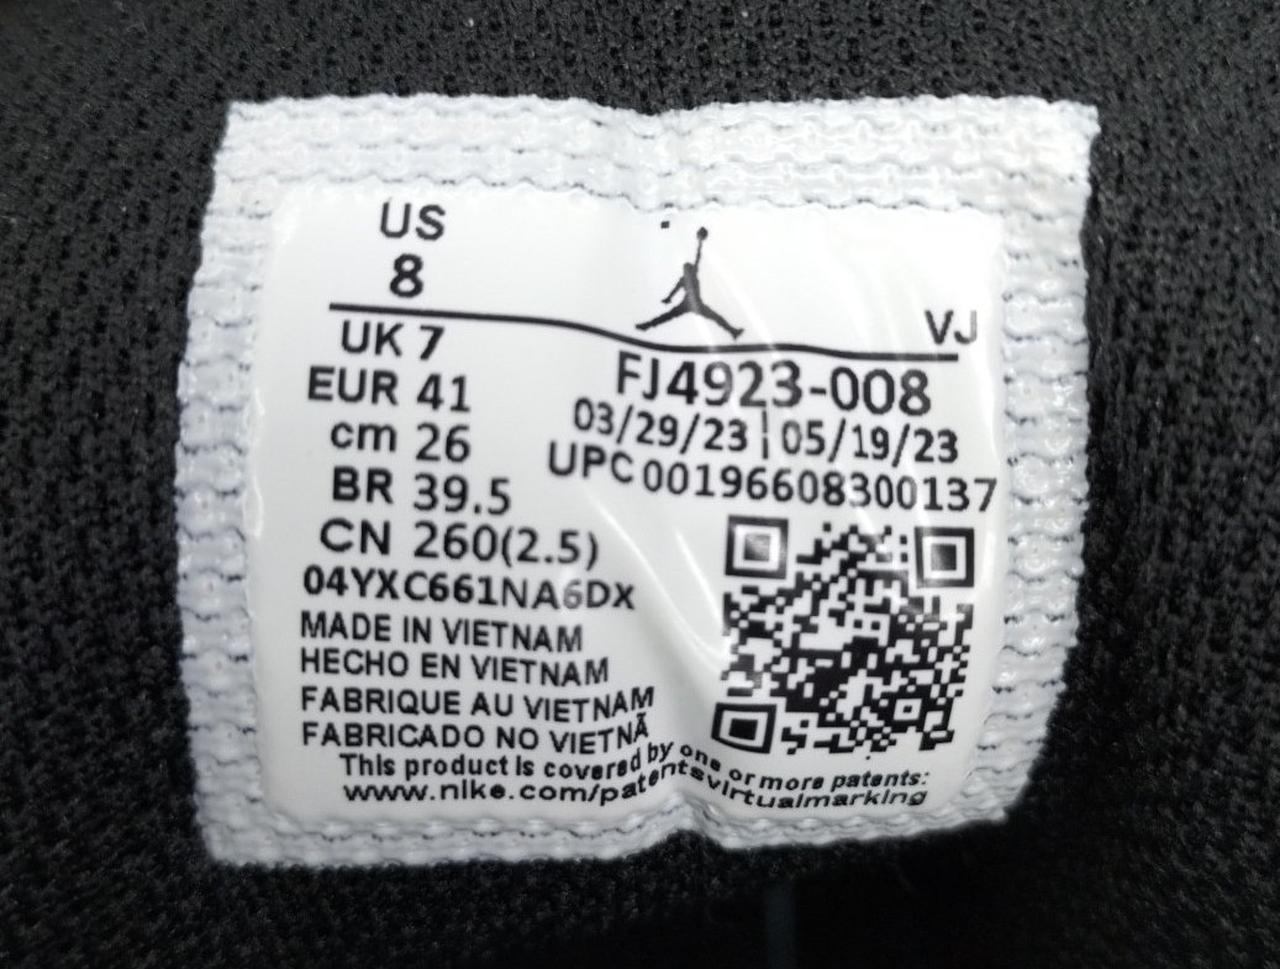 US
8
VJ
UK 7
EUR 41
cm 26
BR 39.5
CN 260(2.5)
FJ4923-008
03/29/23 | 05/19/23
UPC 00196608300137
04YXC661NA6DX
MADE IN VIETNAM
HECHO EN VIETNAM
FABRIQUE AU VIETNAM
FABRICADO NO VIETNÃ
This product is covered by one or more patents:
www.nike.com/patentsvirtualmarking